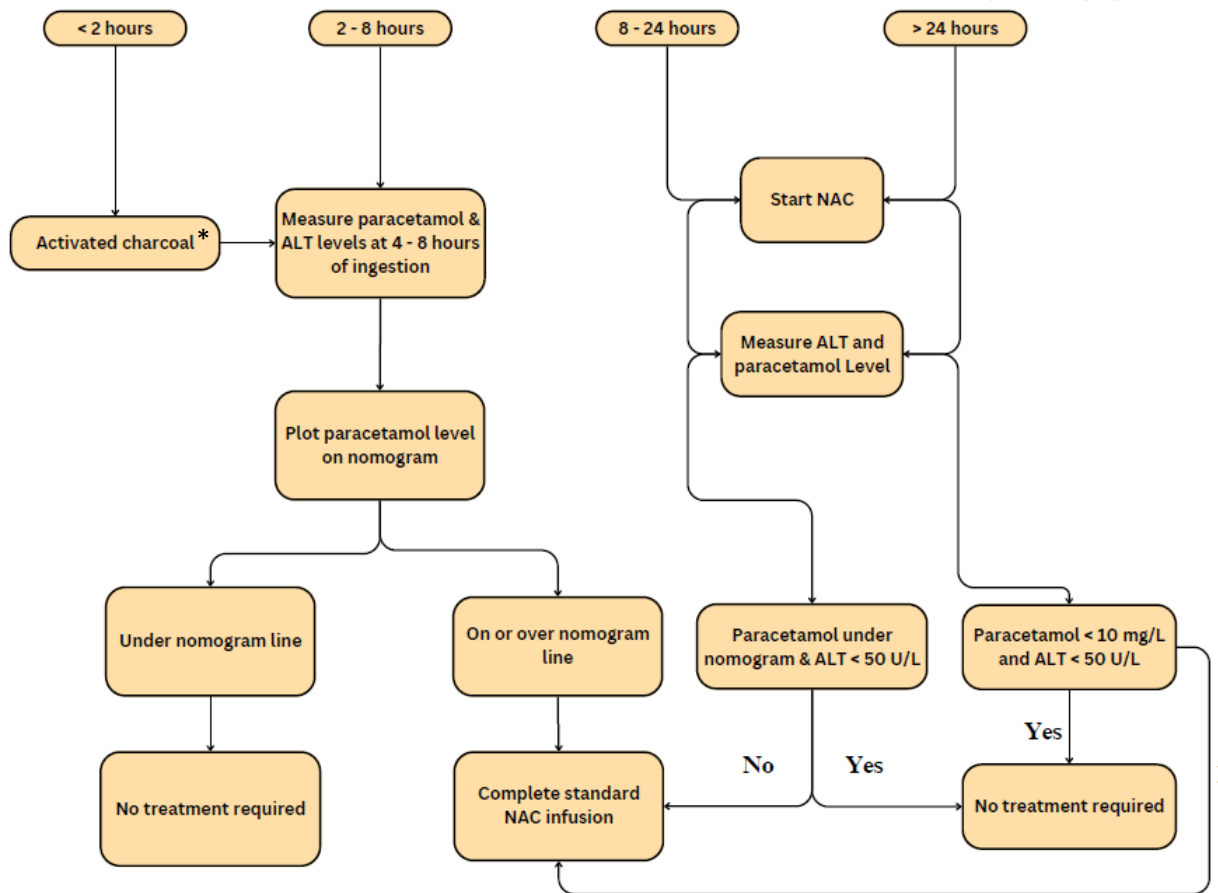 < 2 hours
2 - 8 hours
8 - 24 hours
> 24 hours
Start NAC
Activated charcoal *
Measure paracetamol &
ALT levels at 4 - 8 hours
of ingestion
Measure ALT and
paracetamol Level
Plot paracetamol level
on nomogram
Under nomogram line
On or over nomogram
line
Paracetamol under
nomogram & ALT < 50 U/L
Paracetamol < 10 mg/L
and ALT < 50 U/L
Yes
No
Yes
No treatment required
Complete standard
NAC infusion
No treatment required